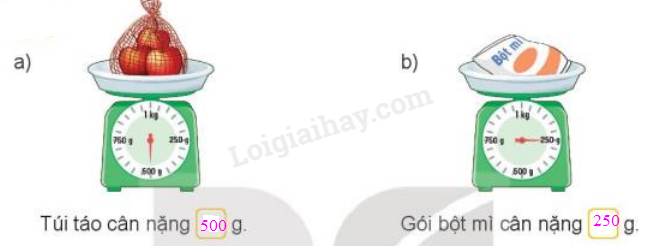 a)
b)
Bột mì
1 kg
750 g
250 g
500 g
1 kg
750 g
250 g
500 g
Loigiaihay.com
Túi táo cân nặng 500 g.
Gói bột mì cân nặng 250 g.